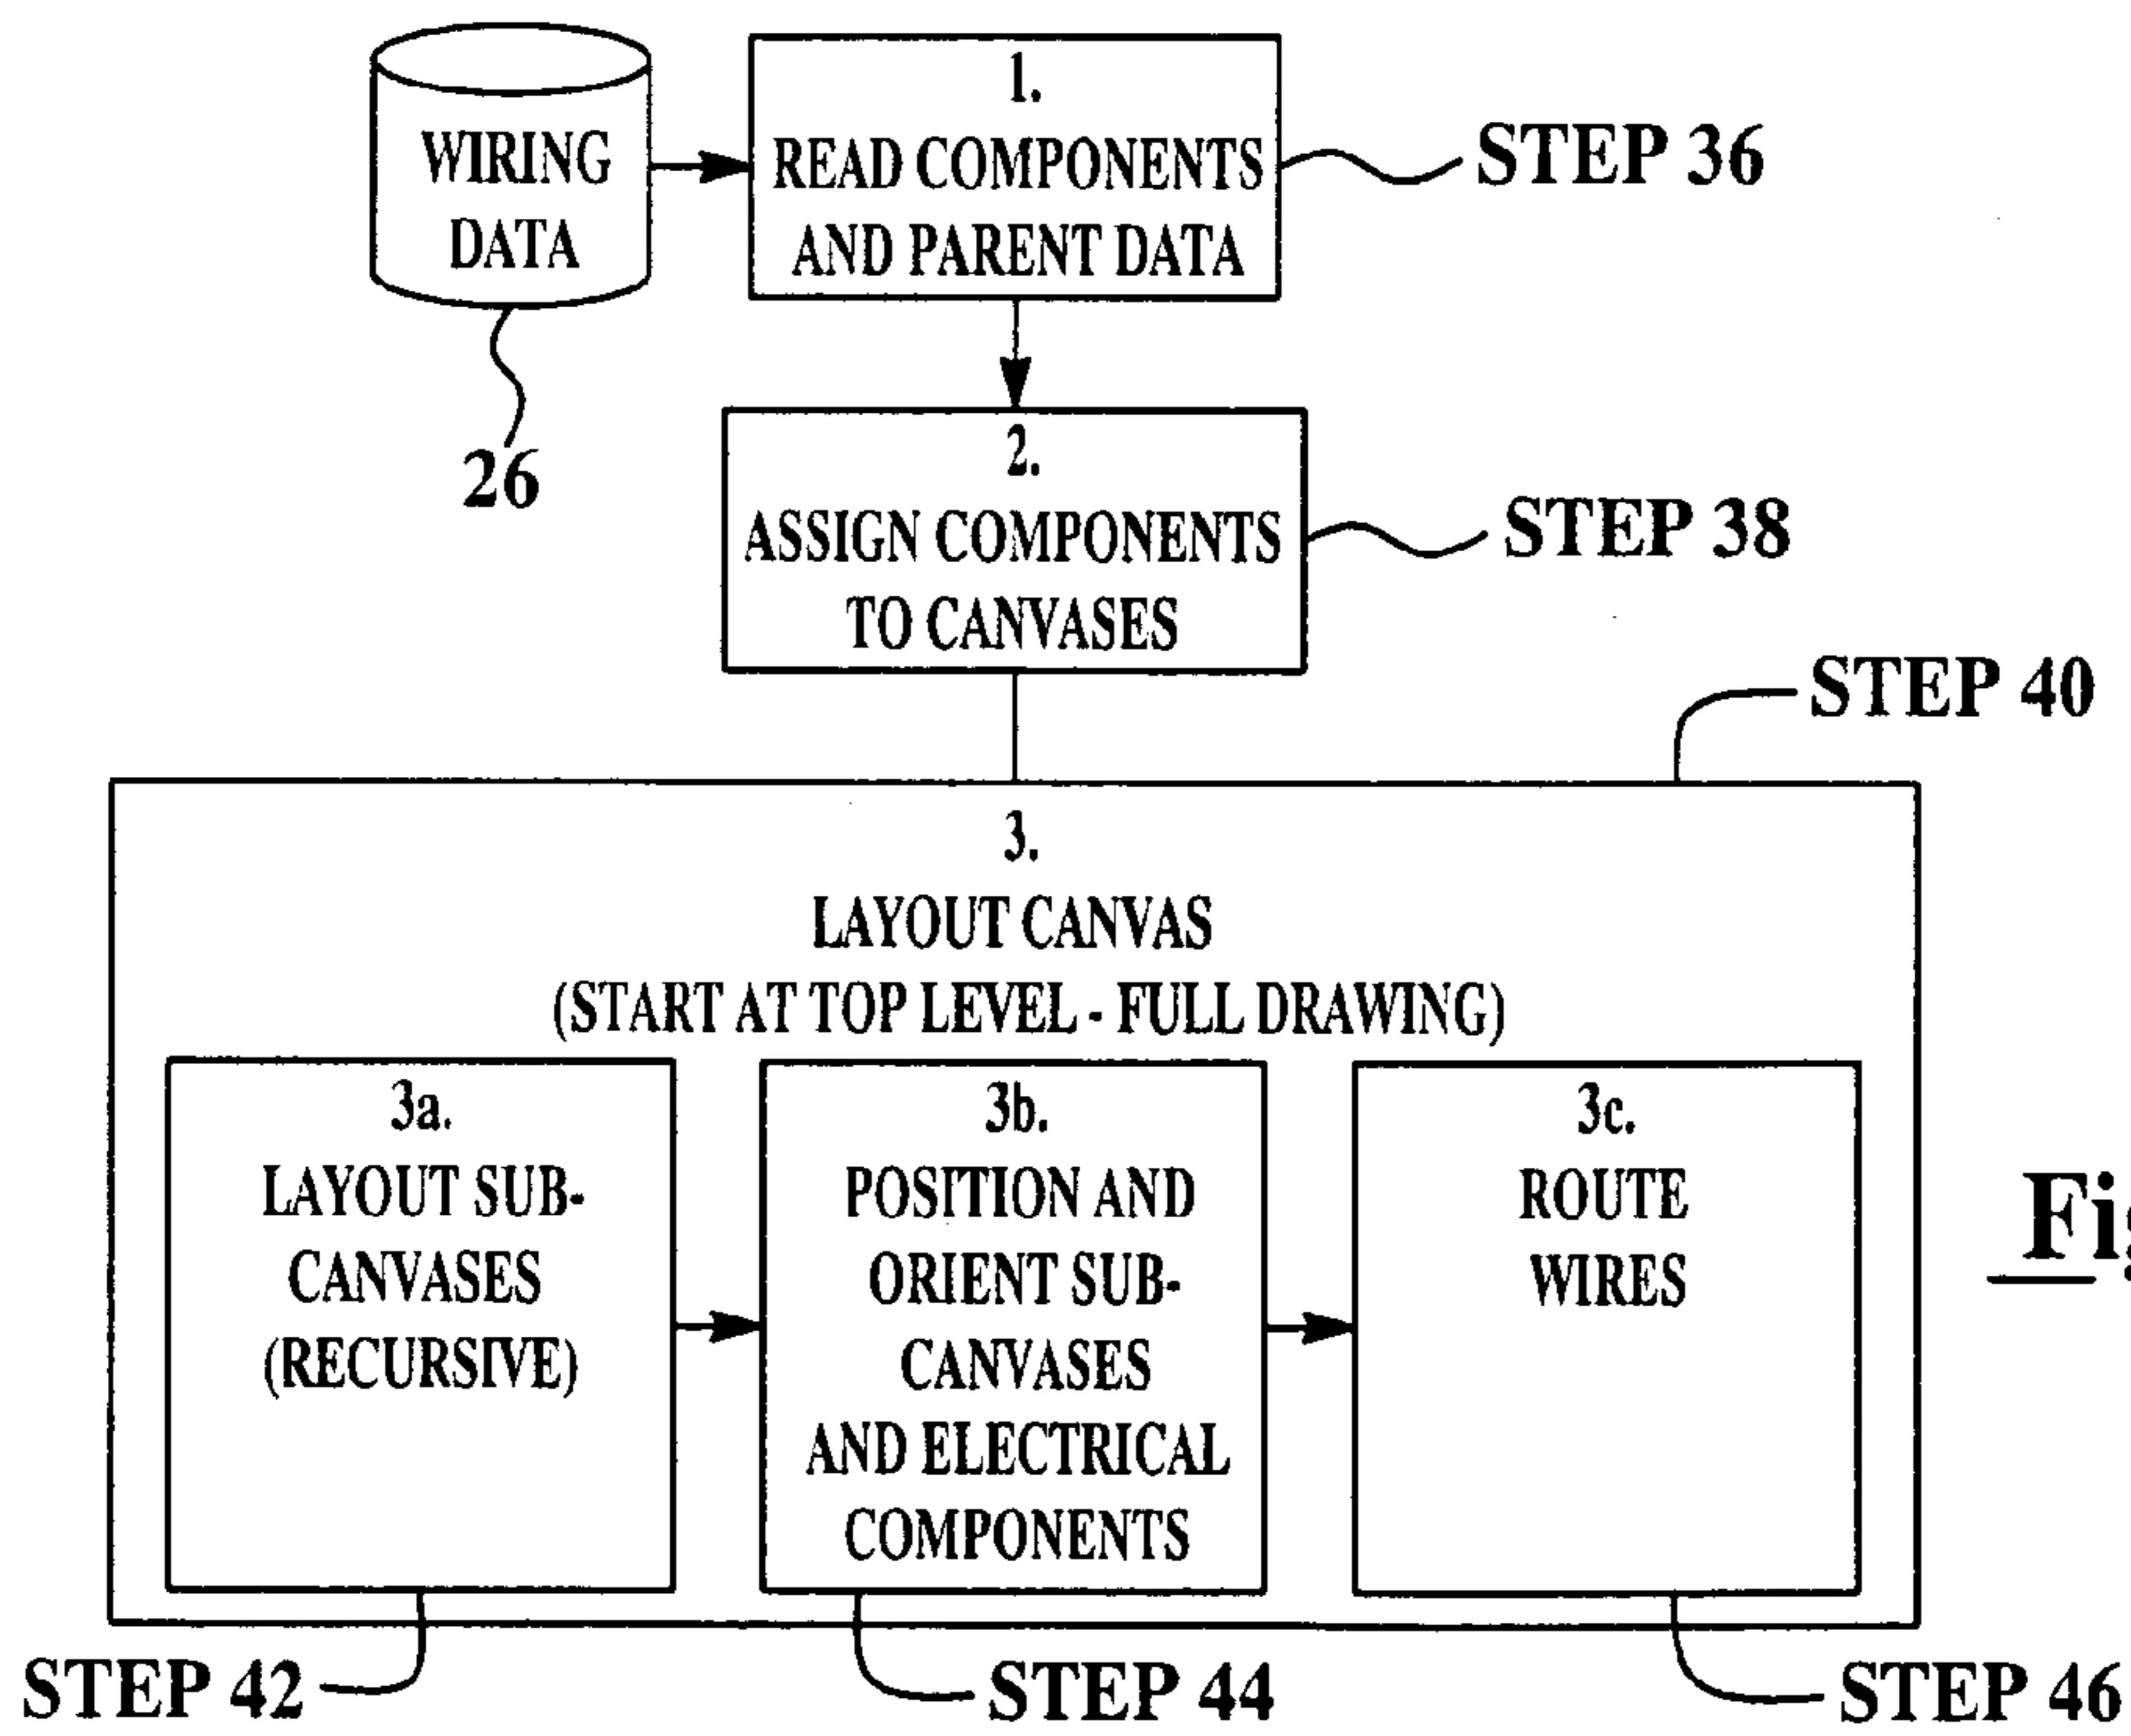 WIRING
DATA
26
1.
READ COMPONENTS
AND PARENT DATA
STEP 36
2.
ASSIGN COMPONENTS
TO CANVASES
STEP 38
STEP 40
3.
LAYOUT CANVAS
(START AT TOP LEVEL - FULL DRAWING)
3a.
LAYOUT SUB-
CANVASES
(RECURSIVE)
3b.
POSITION AND
ORIENT SUB-
CANVASES
AND ELECTRICAL
COMPONENTS
3c.
ROUTE
WIRES
STEP 42
STEP 44
STEP 46